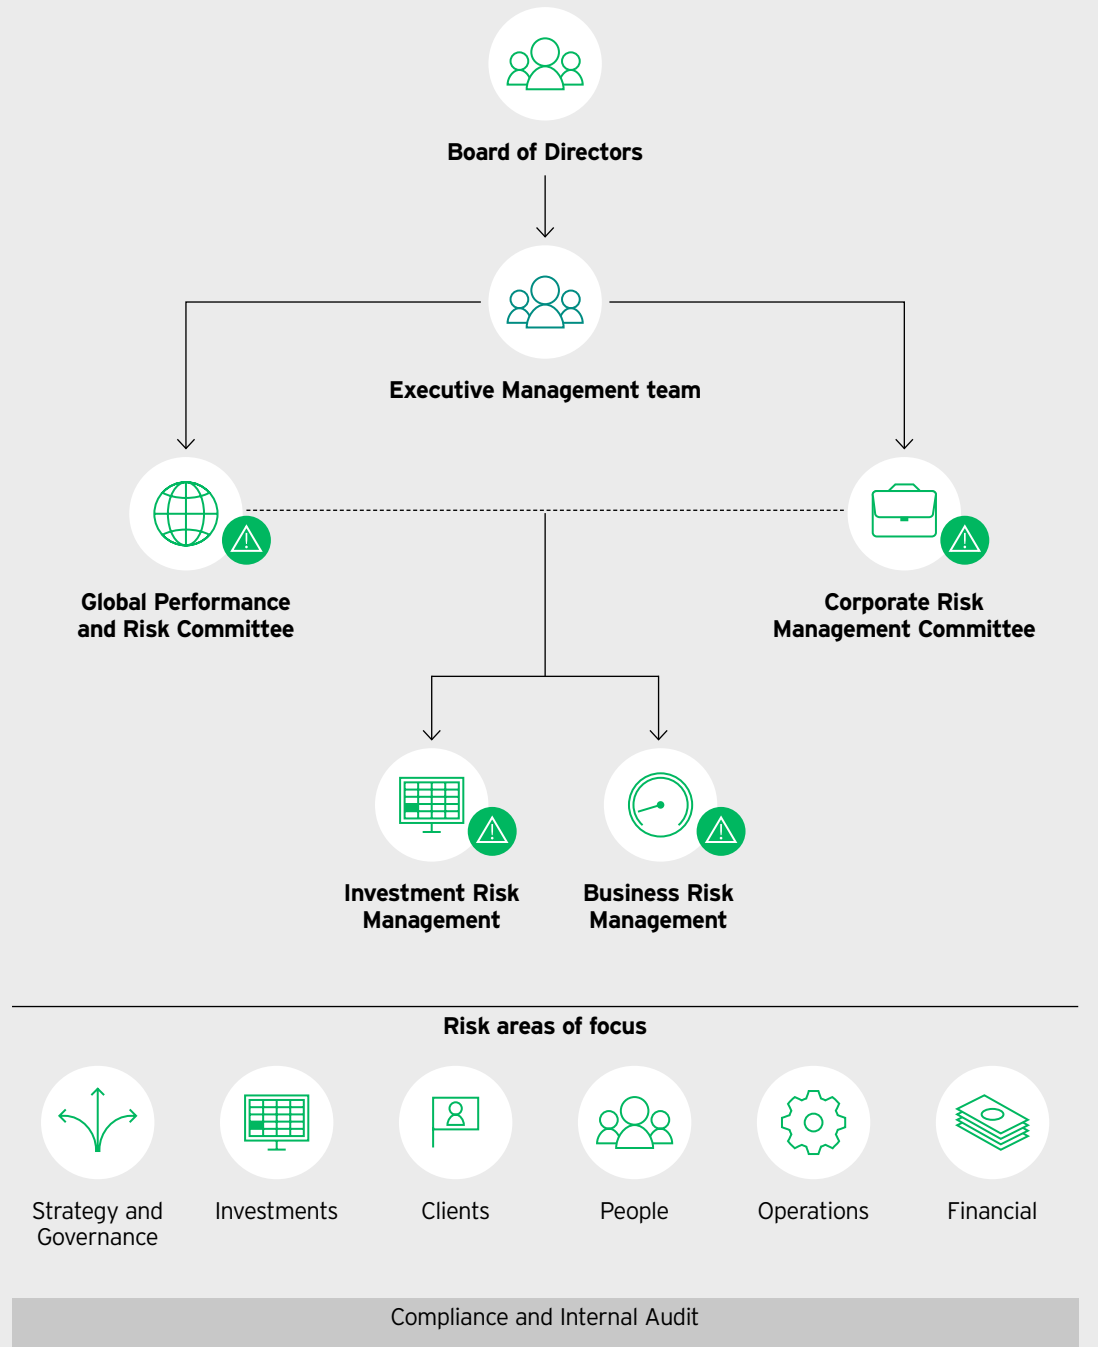 Board of Directors
Executive Management team
Global Performance
and Risk Committee
Corporate Risk
Management Committee
Investment Risk
Management
Business Risk
Management
Risk areas of focus
Strategy and
Governance
Investments
Clients
People
Operations
Financial
Compliance and Internal Audit